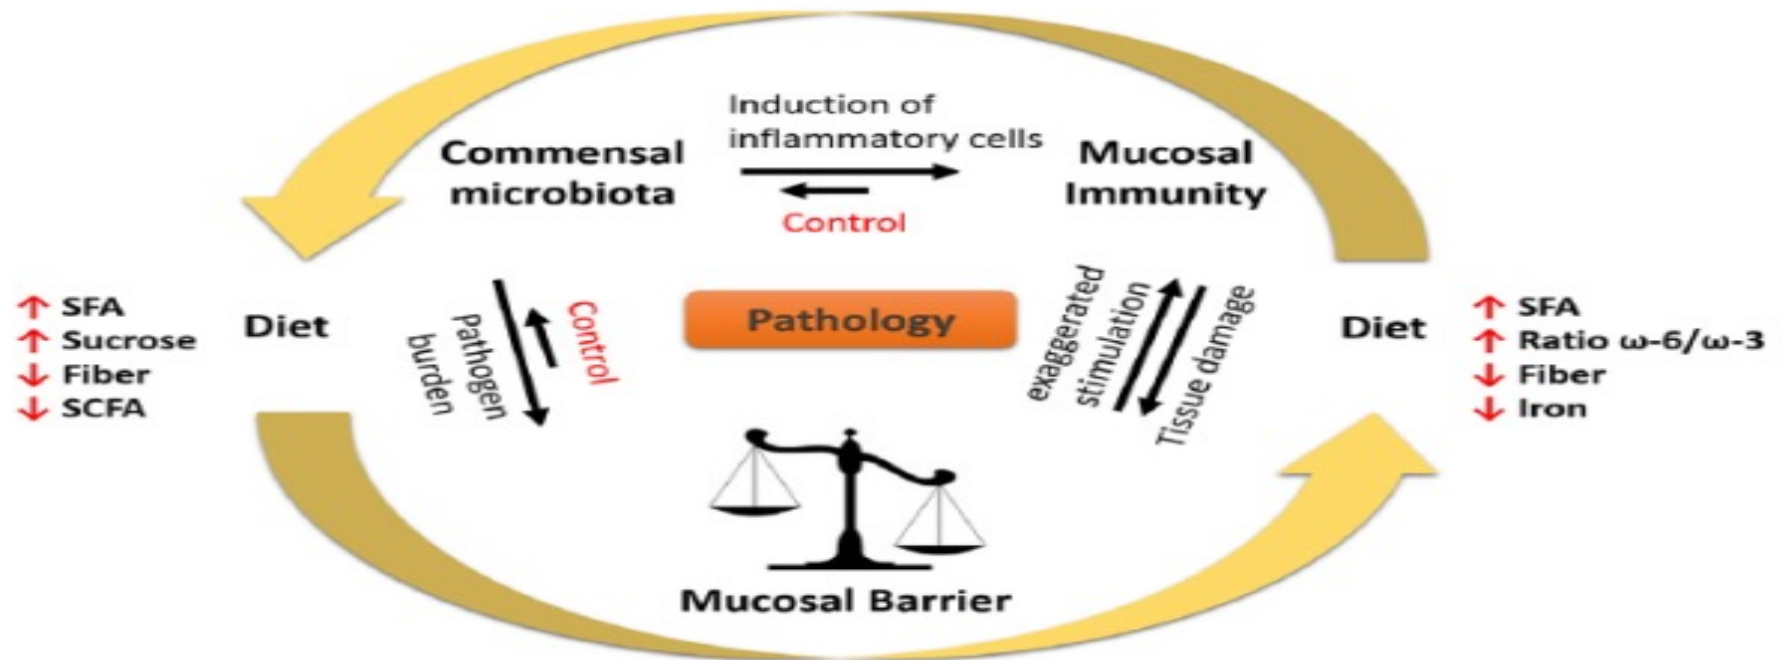 Induction of
inflammatory cells
Commensal
microbiota
Mucosal
Immunity
Control
SFA
Sucrose
Fiber
SCFA
Diet
Pathogen
burden
Control
Pathology
exaggerated
stimulation
Tissue damage
Diet
↑ SFA
↑ Ratio ω-6/ω-3
↓ Fiber
↓ Iron
Mucosal Barrier